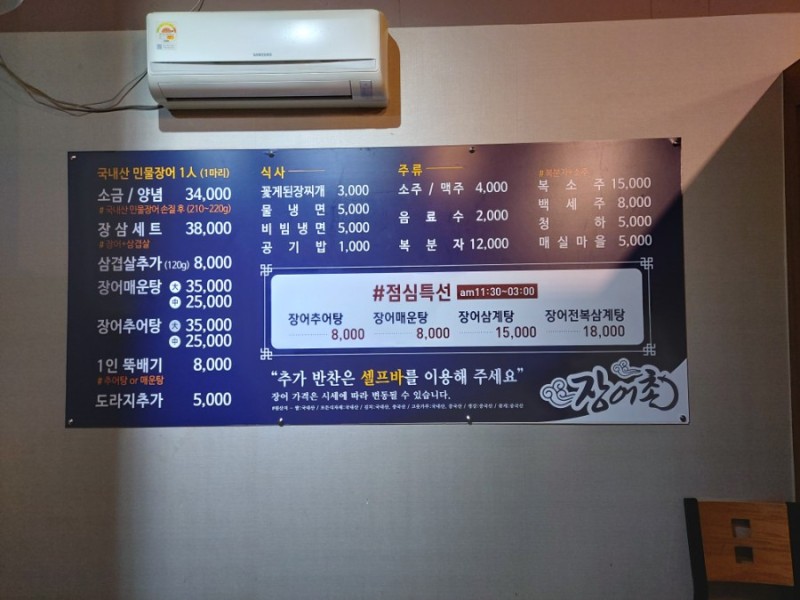 SAMSUNG
국내산 민물장어 1人 (1마리)
소금 / 양념 34,000
# 국내산 민물장어 손질 후 (210~220g)
장삼세트 38,000
# 장어+삼겹살
삼겹살추가 (120g) 8,000
장어매운탕 大 35,000
中 25,000
장어추어탕 大 35,000
中 25,000
1인 뚝배기 8,000
# 추어탕 or 매운탕
도라지추가 5,000
식사
꽃게된장찌개 3,000
물냉면 5,000
비빔냉면 5,000
공기밥 1,000
주류
소주 / 맥주 4,000
음료수 2,000
복분자 12,000
# 복분자+소주
복소주 15,000
백세주 8,000
청하 5,000
매실마을 5,000
#점심특선 am11:30~03:00
장어추어탕 장어매운탕 장어삼계탕 장어전복삼계탕
8,000 8,000 15,000 18,000
“추가 반찬은 셀프바를 이용해 주세요”
장어 가격은 시세에 따라 변동될 수 있습니다.
장어촌